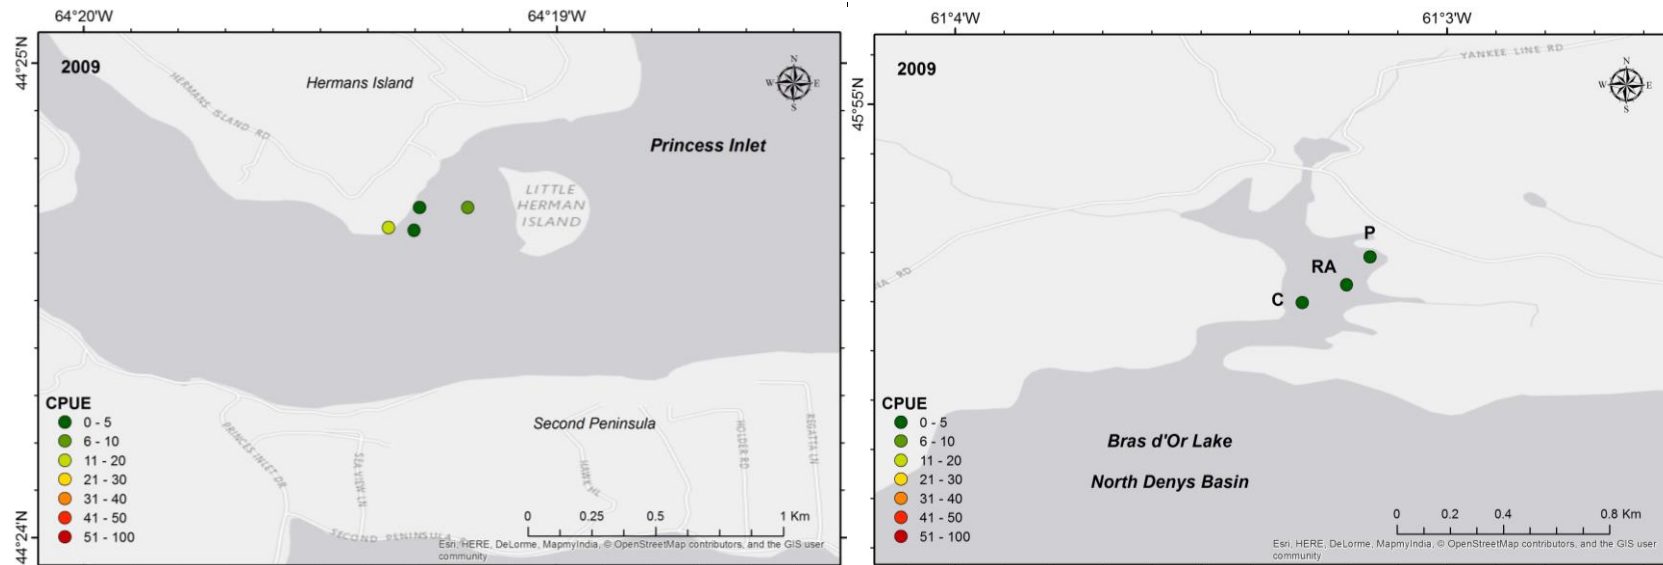 64°20'W
64°19'W
44°25'N
2009
Hermans Island
N
W
E
S
HERMANS ISLAND RD
Princess Inlet
LITTLE
HERMAN
ISLAND
CPUE
0 - 5
6 - 10
11 - 20
21 - 30
31 - 40
41 - 50
51 - 100
Second Peninsula
PRINCES INLET DR
SEA VIEW LN
HAWK HL
HOLDER RD
REGATTA LN
SECOND PENINSULA
0 0.25 0.5 1 Km
44°24'N
Esri, HERE, DeLorme, MapmyIndia, © OpenStreetMap contributors, and the GIS user
community
61°4'W
61°3'W
45°55'N
2009
YANKEE LINE RD
N
W
E
S
P
RA
C
RD
Bras d'Or Lake
North Denys Basin
CPUE
0 - 5
6 - 10
11 - 20
21 - 30
31 - 40
41 - 50
51 - 100
0 0.2 0.4 0.8 Km
Esri, HERE, DeLorme, MapmyIndia, © OpenStreetMap contributors, and the GIS user
community